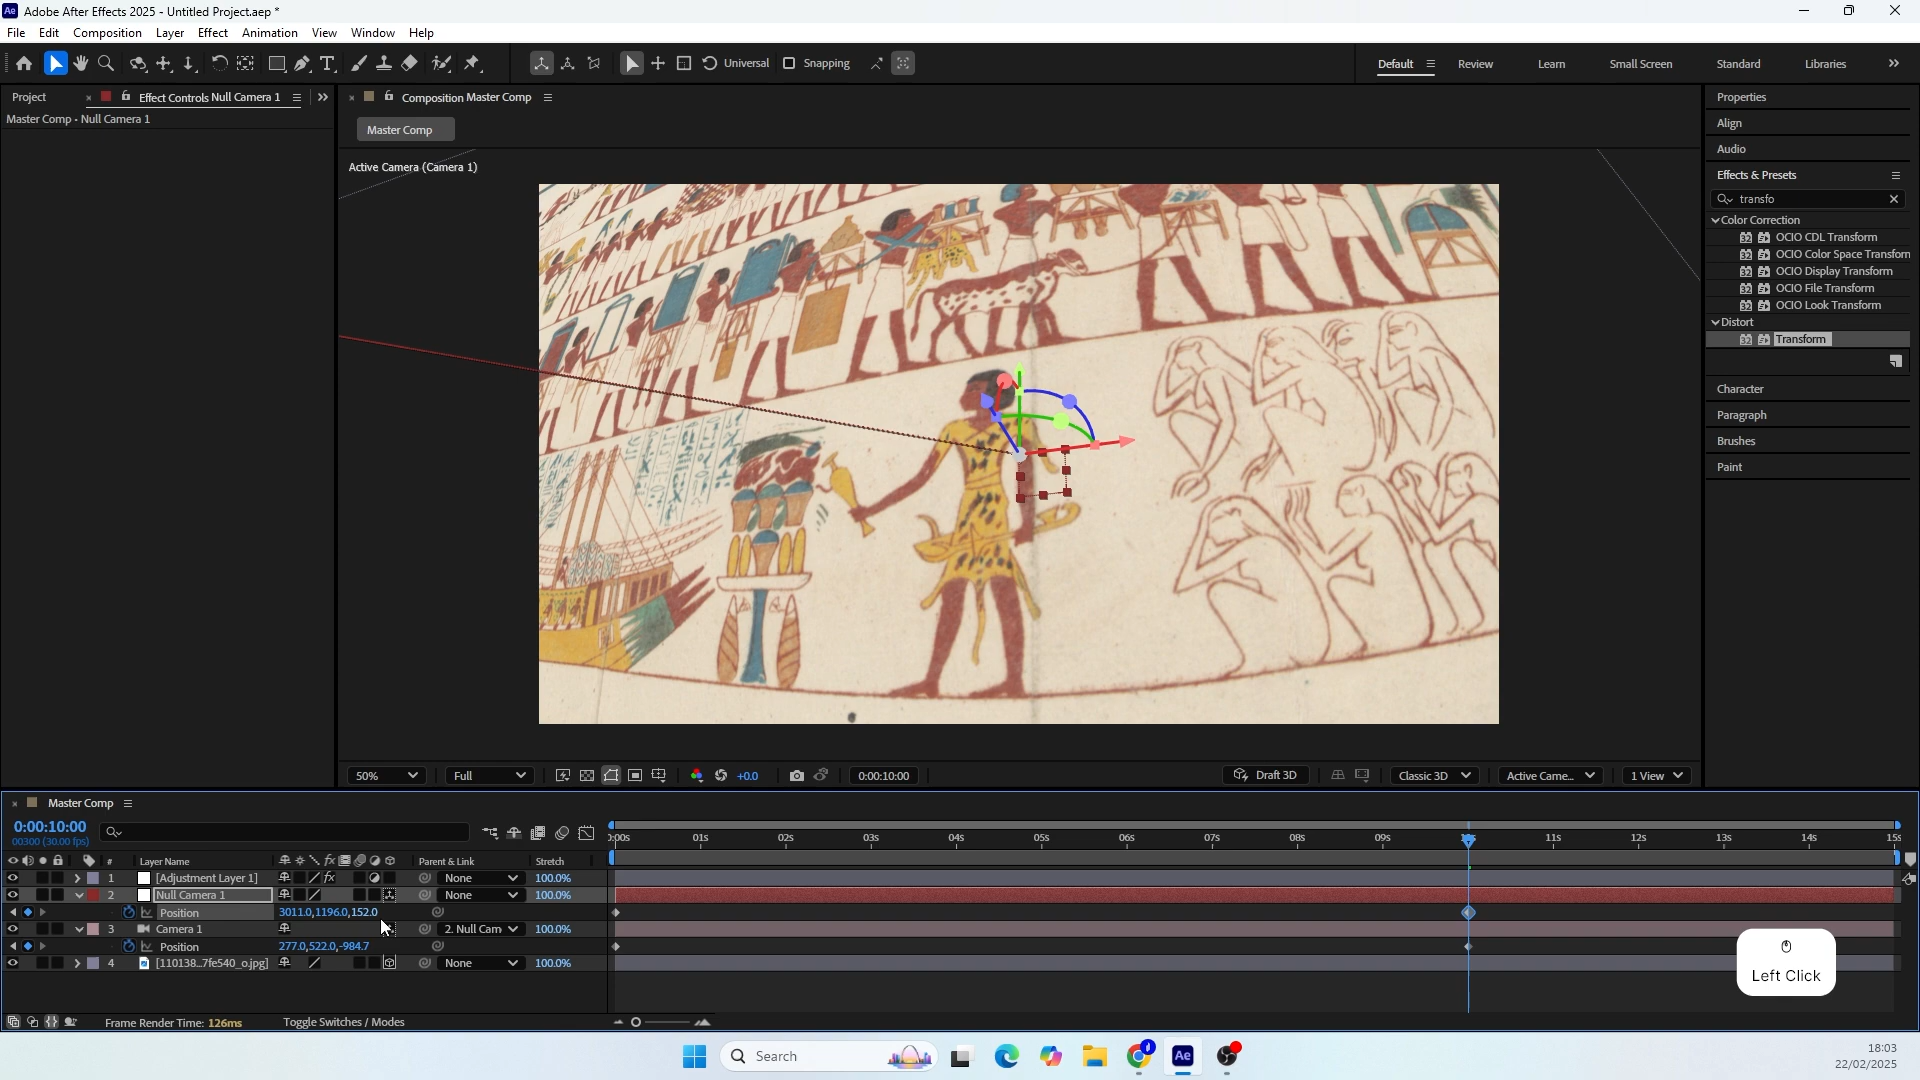 Adobe After Effects 2025 - Untitled Project.aep *
File Edit Composition Layer Effect Animation View Window Help
Universal Snapping Default Review Learn Small Screen Standard Libraries
Project Effect Controls Null Camera 1
Master Comp • Null Camera 1
Composition Master Comp
Master Comp
Active Camera (Camera 1)
Properties
Align
Audio
Effects & Presets
transfo
Color Correction
OCIO CDL Transform
OCIO Color Space Transform
OCIO Display Transform
OCIO File Transform
OCIO Look Transform
Distort
Transform
Character
Paragraph
Brushes
Paint
50% Full +0.0 0:00:10:00 Draft 3D Classic 3D Active Came... 1 View
Master Comp
0:00:10:00
00300 (30.00 fps)
:00s 01s 02s 03s 04s 05s 06s 07s 08s 09s 10s 11s 12s 13s 14s 15s
# Layer Name Parent & Link Stretch
1 [Adjustment Layer 1] None 100.0%
2 Null Camera 1 None 100.0%
Position 3011.0,1196.0,152.0
3 Camera 1 2. Null Cam 100.0%
Position 277.0,522.0,-984.7
4 [110138...7fe540_o.jpg] None 100.0%
Left Click
Frame Render Time: 126ms Toggle Switches / Modes
Search
18:03
22/02/2025